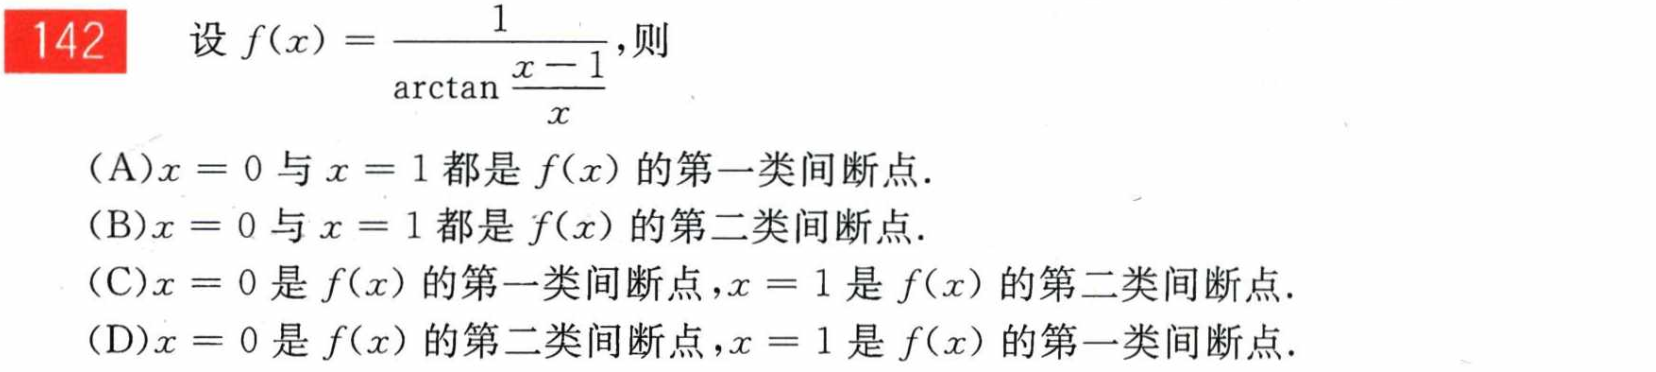 142 设 f(x) = \frac{1}{\arctan \frac{x-1}{x}},则
(A)x = 0 与 x = 1 都是 f(x) 的第一类间断点.
(B)x = 0 与 x = 1 都是 f(x) 的第二类间断点.
(C)x = 0 是 f(x) 的第一类间断点,x = 1 是 f(x) 的第二类间断点.
(D)x = 0 是 f(x) 的第二类间断点,x = 1 是 f(x) 的第一类间断点.